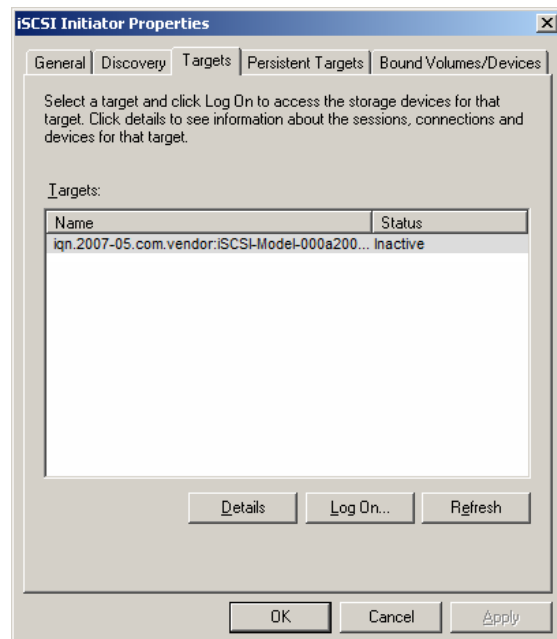 iSCSI Initiator Properties
General Discovery Targets Persistent Targets Bound Volumes/Devices
Select a target and click Log On to access the storage devices for that
target. Click details to see information about the sessions, connections and
devices for that target.
Targets:
Name Status
iqn.2007-05.com.vendor:iSCSI-Model-000a200... Inactive
Details Log On... Refresh
OK Cancel Apply